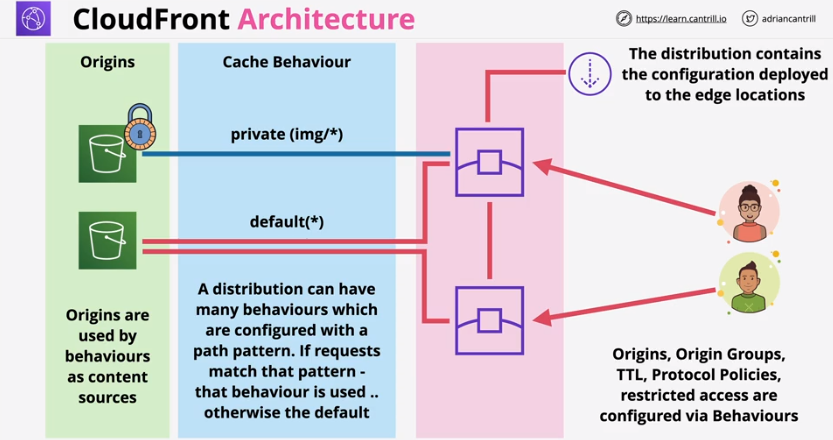 CloudFront Architecture
https://learn.cantrill.io
adriancantrill
Origins
Cache Behaviour
The distribution contains
the configuration deployed
to the edge locations
private (img/*)
default(*)
Origins are
used by
behaviours
as content
sources
A distribution can have
many behaviours which
are configured with a
path pattern. If requests
match that pattern -
that behaviour is used ..
otherwise the default
Origins, Origin Groups,
TTL, Protocol Policies,
restricted access are
configured via Behaviours